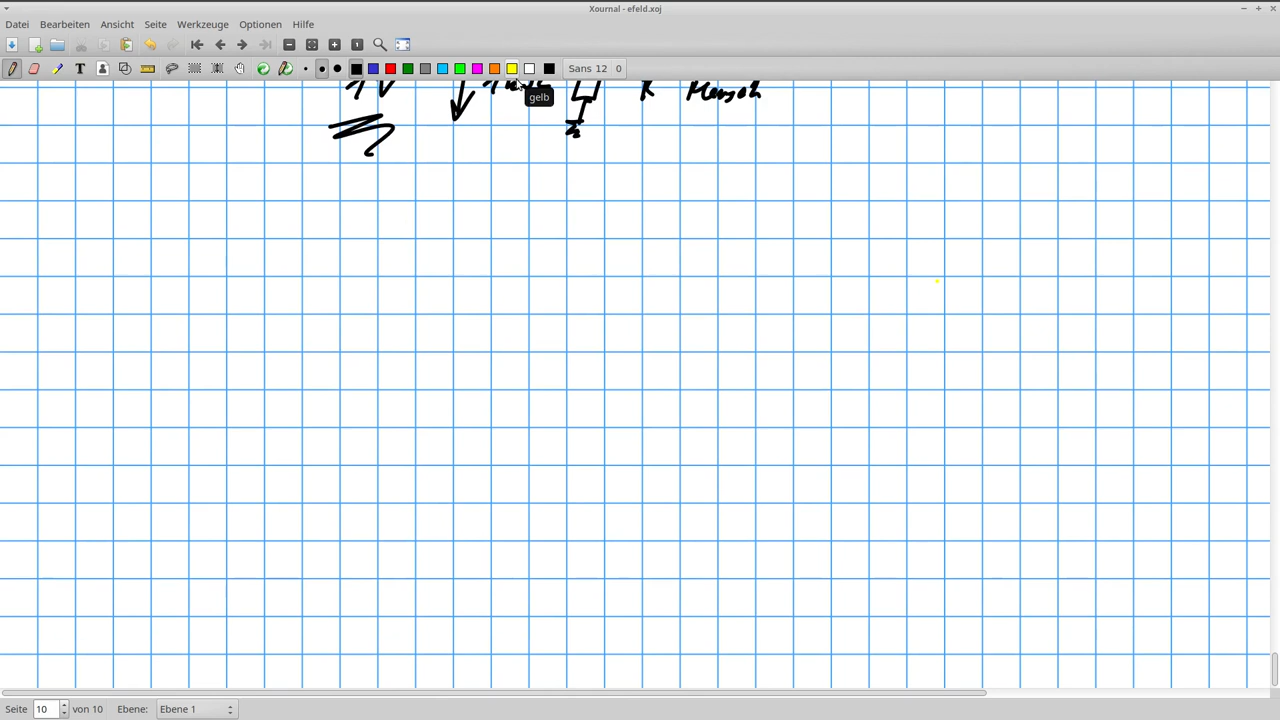 Xournal - efeld.xoj
Datei Bearbeiten Ansicht Seite Werkzeuge Optionen Hilfe
1
T Sans 12 0
gelb
Seite 10 von 10 Ebene: Ebene 1